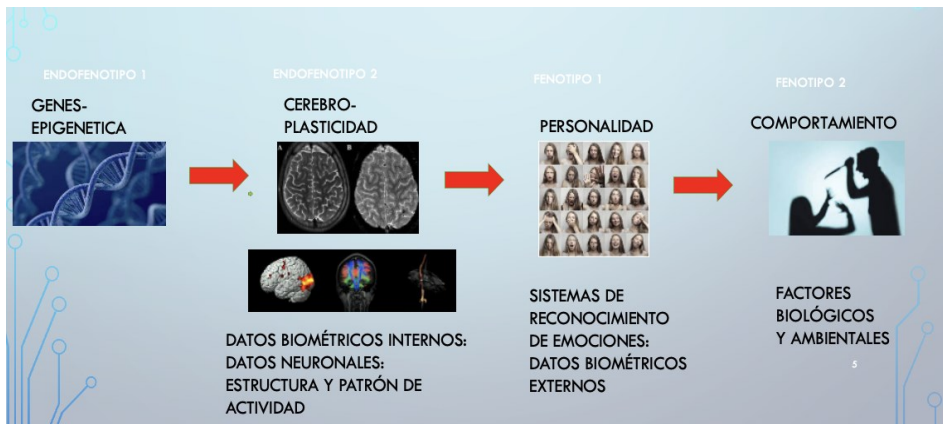 ENDOFENOTIPO 1
GENES-
EPIGENETICA
ENDOFENOTIPO 2
CEREBRO-
PLASTICIDAD
A
B
DATOS BIOMÉTRICOS INTERNOS:
DATOS NEURONALES:
ESTRUCTURA Y PATRÓN DE
ACTIVIDAD
FENOTIPO 1
PERSONALIDAD
SISTEMAS DE
RECONOCIMIENTO
DE EMOCIONES:
DATOS BIOMÉTRICOS
EXTERNOS
FENOTIPO 2
COMPORTAMIENTO
FACTORES
BIOLÓGICOS
Y AMBIENTALES
5